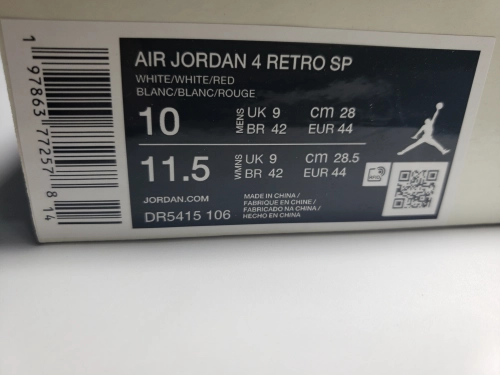 AIR JORDAN 4 RETRO SP
WHITE/WHITE/RED
BLANC/BLANC/ROUGE
10 MENS UK 9 CM 28
BR 42 EUR 44
11.5 WMNS UK 9 CM 28.5
BR 42 EUR 44
JORDAN.COM
DR5415 106
MADE IN CHINA/
FABRIQUE EN CHINE/
FABRICADO NA CHINA/
HECHO EN CHINA
1 97863 77257 8 14